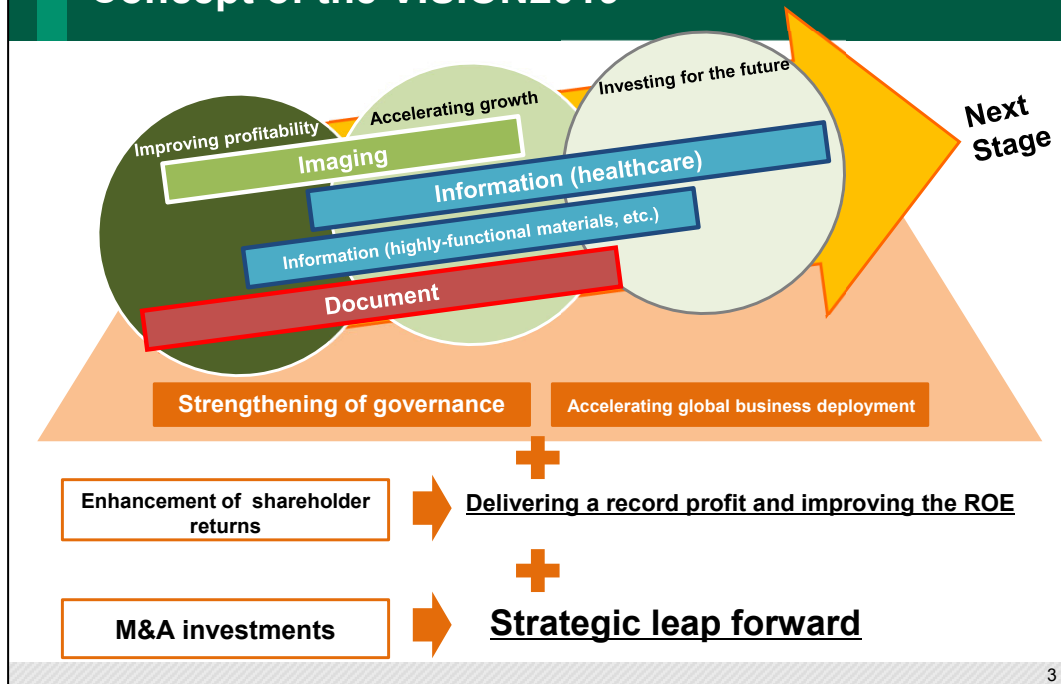 Improving profitability
Accelerating growth
Investing for the future
Next
Stage
Imaging
Information (healthcare)
Information (highly-functional materials, etc.)
Document
Strengthening of governance
Accelerating global business deployment
Enhancement of shareholder
returns
Delivering a record profit and improving the ROE
M&A investments
Strategic leap forward
3